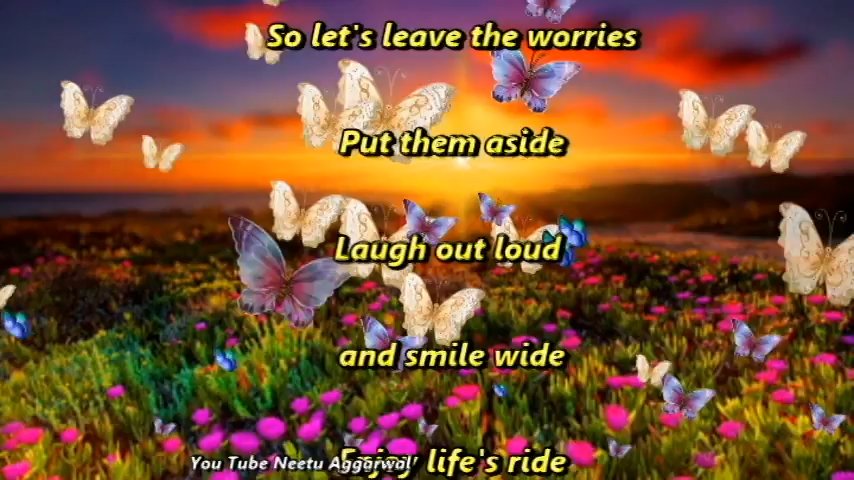 So let's leave the worries
Put them aside
Laugh out loud
and smile wide
Enjoy life's ride
You Tube Neetu Aggarwal